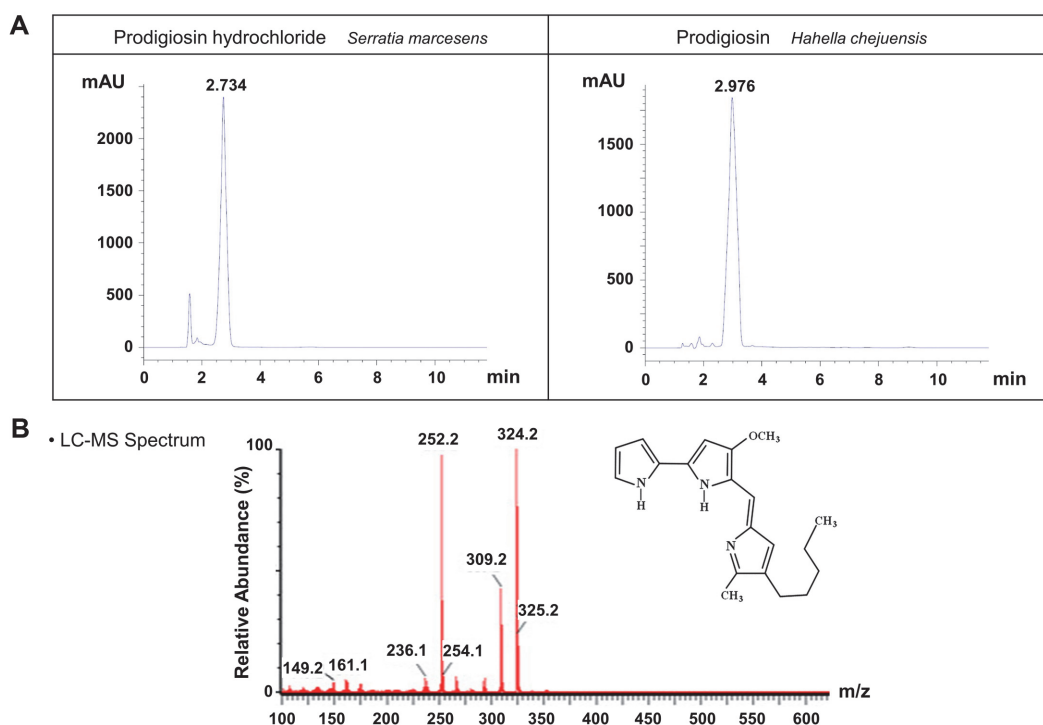 A
Prodigiosin hydrochloride Serratia marcesens
Prodigiosin Hahella chejuensis
mAU
2.734
2000
1500
1000
500
0
0 2 4 6 8 10 min
mAU
2.976
1500
1000
500
0
0 2 4 6 8 10 min
B
• LC-MS Spectrum
Relative Abundance (%)
100
0
252.2
324.2
309.2
325.2
236.1
254.1
149.2
161.1
100 150 200 250 300 350 400 450 500 550 600
m/z
OCH3
N
H
N
H
CH3
N
CH3